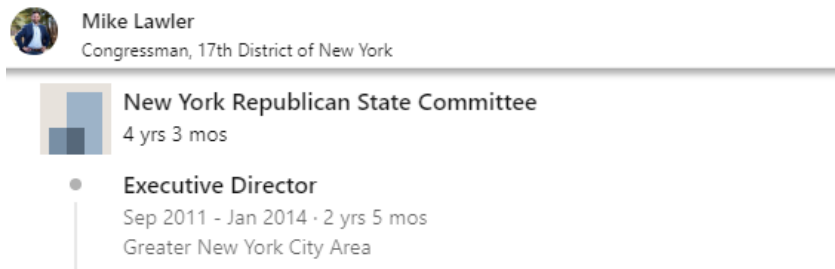 Mike Lawler
Congressman, 17th District of New York
New York Republican State Committee
4 yrs 3 mos
Executive Director
Sep 2011 - Jan 2014 · 2 yrs 5 mos
Greater New York City Area